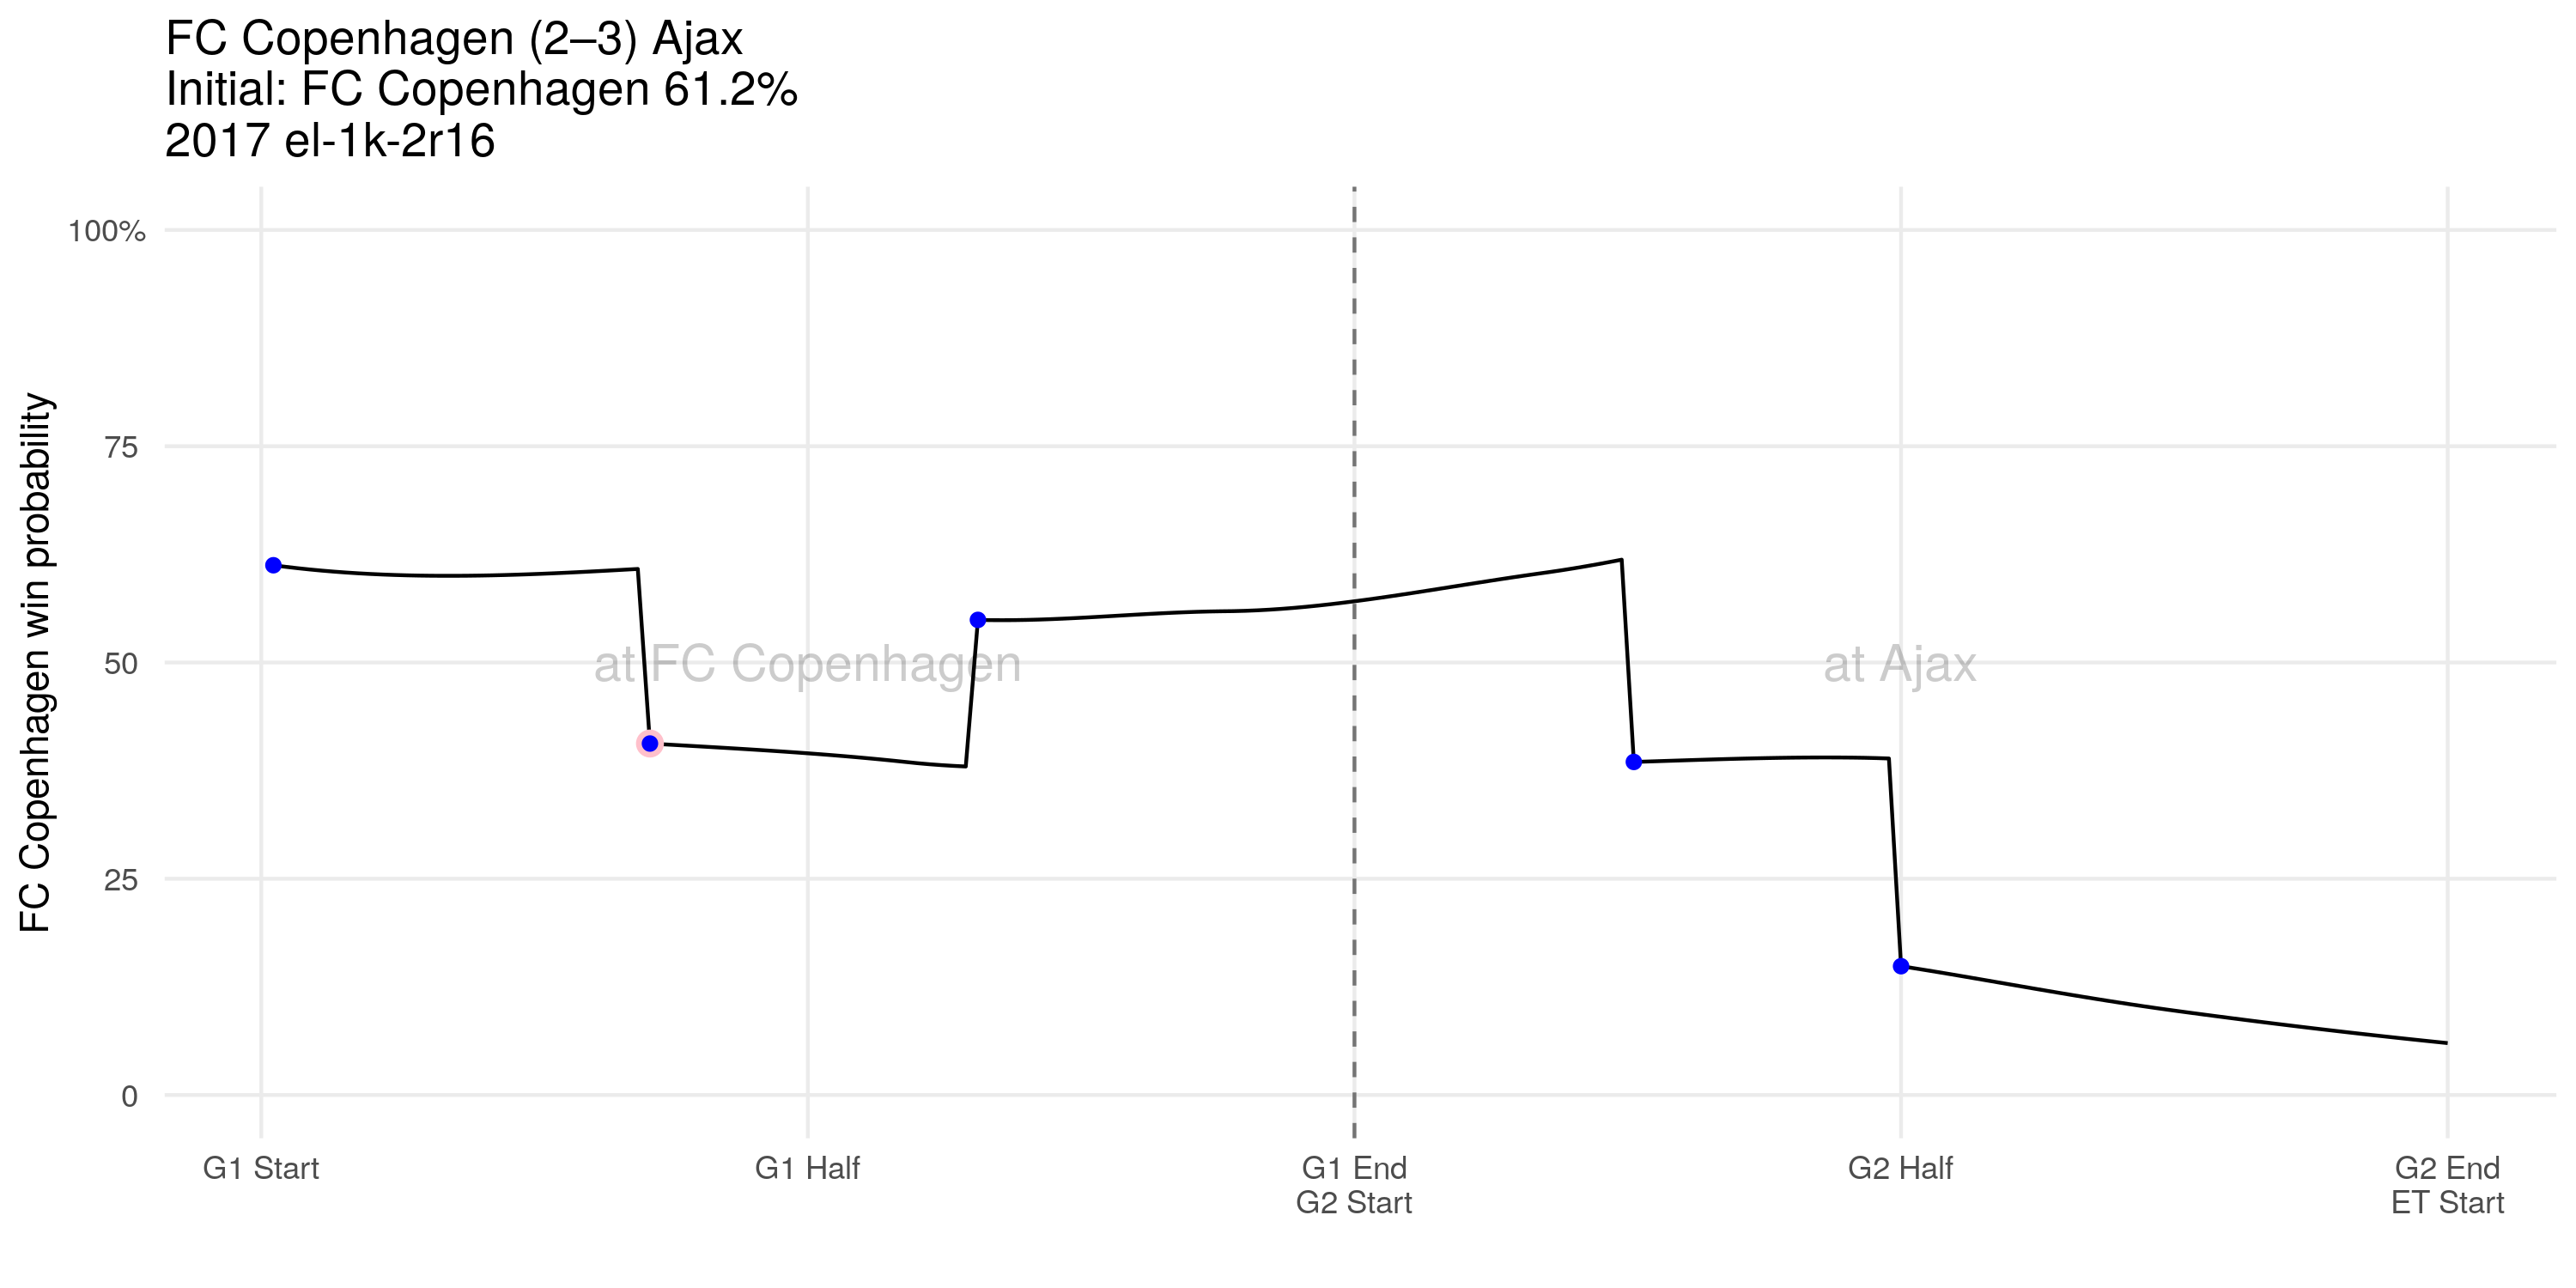 FC Copenhagen (2–3) Ajax
Initial: FC Copenhagen 61.2%
2017 el-1k-2r16
FC Copenhagen win probability
100%
75
50
25
0
at FC Copenhagen
at Ajax
G1 Start
G1 Half
G1 End
G2 Start
G2 Half
G2 End
ET Start